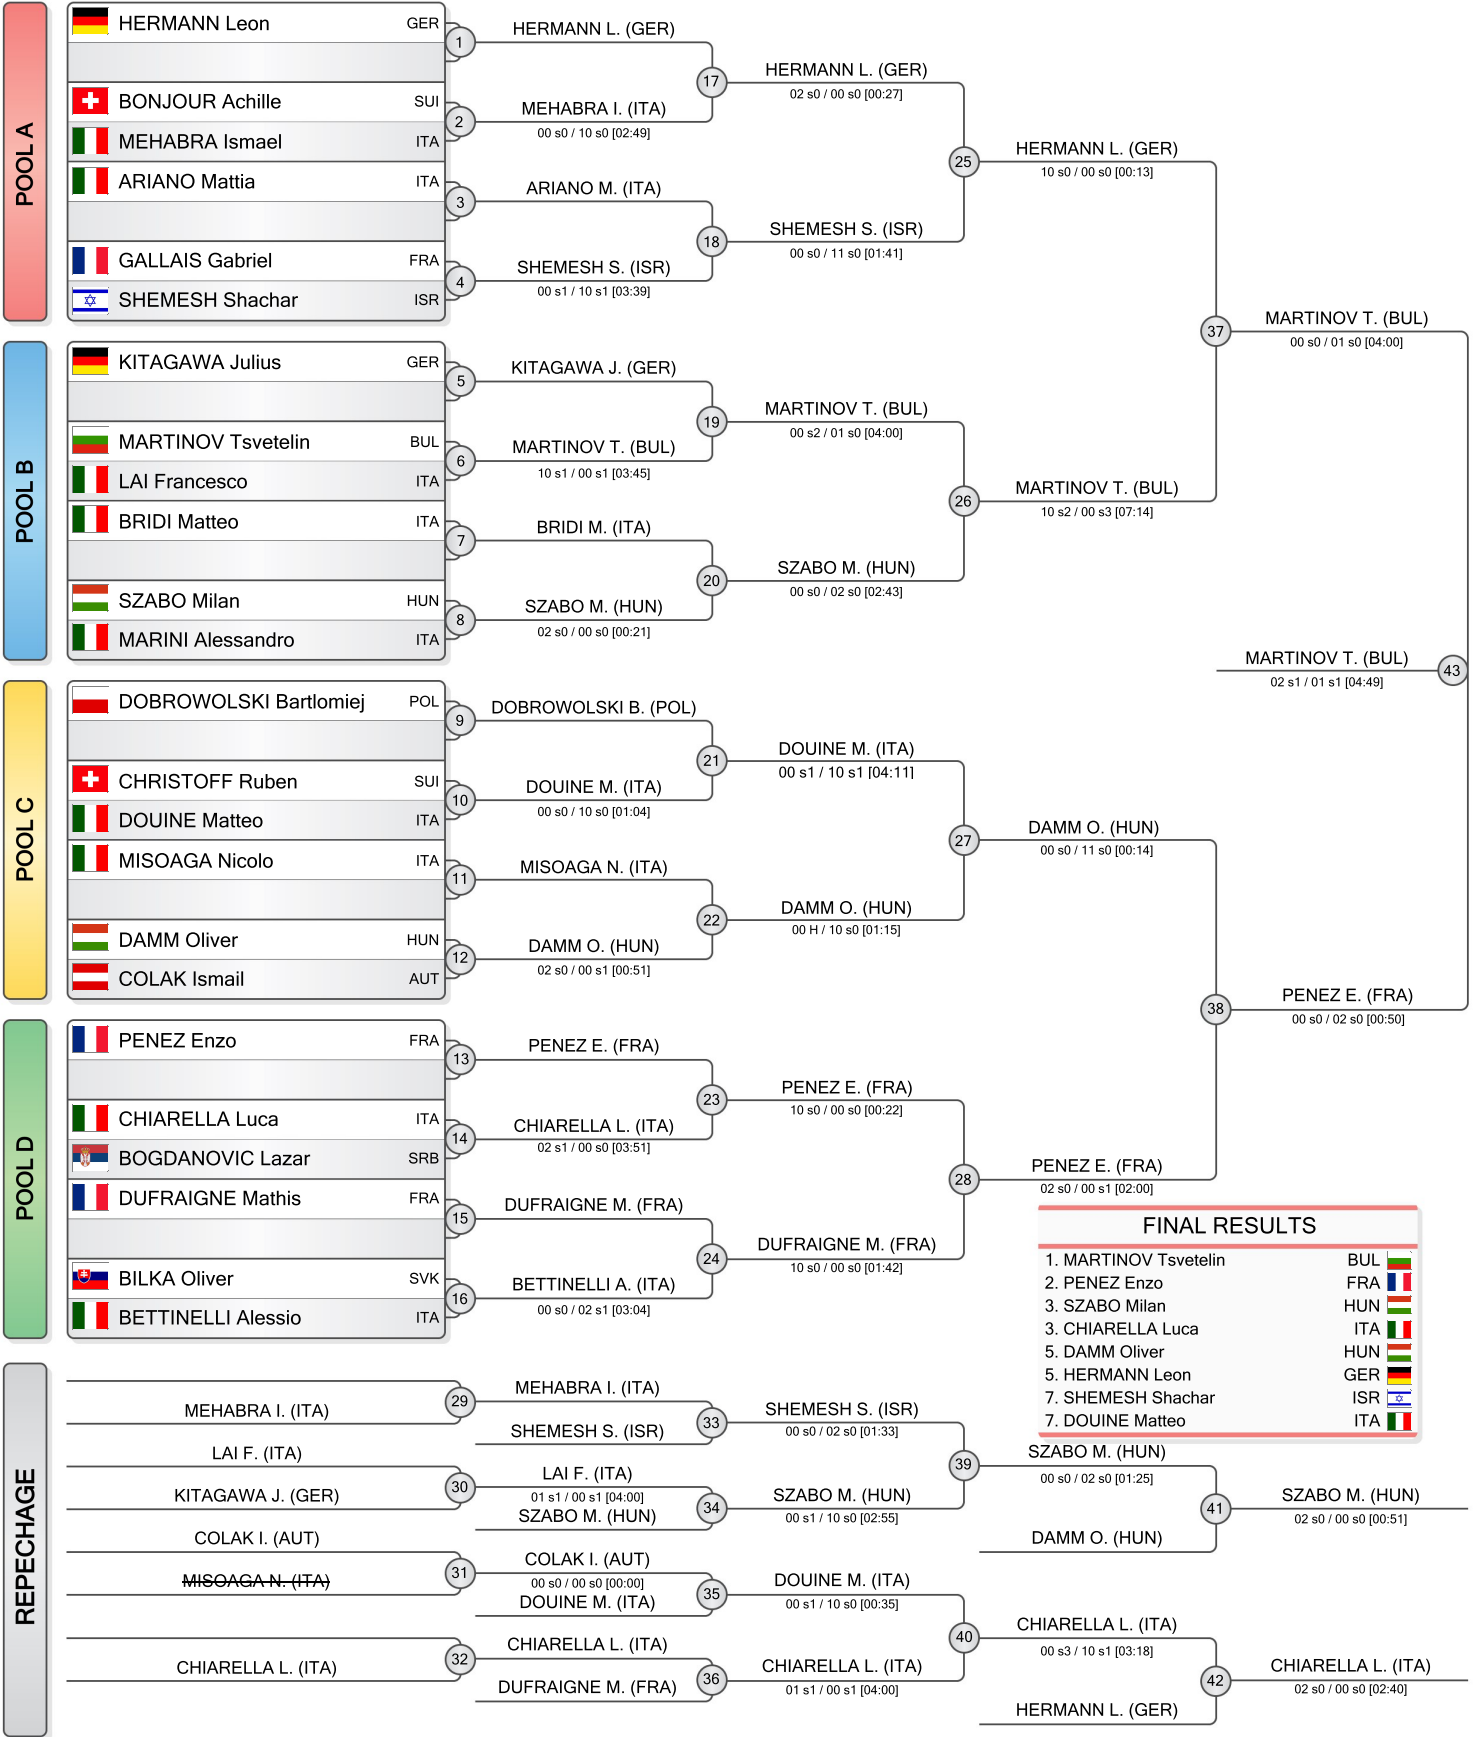 POOL A
HERMANN Leon GER
BONJOUR Achille SUI
MEHABRA Ismael ITA
ARIANO Mattia ITA
GALLAIS Gabriel FRA
SHEMESH Shachar ISR
1
2
3
4
HERMANN L. (GER)
MEHABRA I. (ITA)
00 s0 / 10 s0 [02:49]
ARIANO M. (ITA)
SHEMESH S. (ISR)
00 s1 / 10 s1 [03:39]
17
18
HERMANN L. (GER)
02 s0 / 00 s0 [00:27]
SHEMESH S. (ISR)
00 s0 / 11 s0 [01:41]
25
HERMANN L. (GER)
10 s0 / 00 s0 [00:13]
POOL B
KITAGAWA Julius GER
MARTINOV Tsvetelin BUL
LAI Francesco ITA
BRIDI Matteo ITA
SZABO Milan HUN
MARINI Alessandro ITA
5
6
7
8
KITAGAWA J. (GER)
MARTINOV T. (BUL)
10 s1 / 00 s1 [03:45]
BRIDI M. (ITA)
SZABO M. (HUN)
02 s0 / 00 s0 [00:21]
19
20
MARTINOV T. (BUL)
00 s2 / 01 s0 [04:00]
SZABO M. (HUN)
00 s0 / 02 s0 [02:43]
26
MARTINOV T. (BUL)
10 s2 / 00 s3 [07:14]
37
MARTINOV T. (BUL)
00 s0 / 01 s0 [04:00]
MARTINOV T. (BUL)
02 s1 / 01 s1 [04:49]
43
POOL C
DOBROWOLSKI Bartlomiej POL
CHRISTOFF Ruben SUI
DOUINE Matteo ITA
MISOAGA Nicolo ITA
DAMM Oliver HUN
COLAK Ismail AUT
9
10
11
12
DOBROWOLSKI B. (POL)
DOUINE M. (ITA)
00 s0 / 10 s0 [01:04]
MISOAGA N. (ITA)
DAMM O. (HUN)
02 s0 / 00 s1 [00:51]
21
22
DOUINE M. (ITA)
00 s1 / 10 s1 [04:11]
DAMM O. (HUN)
00 H / 10 s0 [01:15]
27
DAMM O. (HUN)
00 s0 / 11 s0 [00:14]
POOL D
PENEZ Enzo FRA
CHIARELLA Luca ITA
BOGDANOVIC Lazar SRB
DUFRAIGNE Mathis FRA
BILKA Oliver SVK
BETTINELLI Alessio ITA
13
14
15
16
PENEZ E. (FRA)
CHIARELLA L. (ITA)
02 s1 / 00 s0 [03:51]
DUFRAIGNE M. (FRA)
BETTINELLI A. (ITA)
00 s0 / 02 s1 [03:04]
23
24
PENEZ E. (FRA)
10 s0 / 00 s0 [00:22]
DUFRAIGNE M. (FRA)
10 s0 / 00 s0 [01:42]
28
PENEZ E. (FRA)
02 s0 / 00 s1 [02:00]
38
PENEZ E. (FRA)
00 s0 / 02 s0 [00:50]
FINAL RESULTS
1. MARTINOV Tsvetelin BUL
2. PENEZ Enzo FRA
3. SZABO Milan HUN
3. CHIARELLA Luca ITA
5. DAMM Oliver HUN
5. HERMANN Leon GER
7. SHEMESH Shachar ISR
7. DOUINE Matteo ITA
REPECHAGE
MEHABRA I. (ITA)
LAI F. (ITA)
KITAGAWA J. (GER)
COLAK I. (AUT)
MISOAGA N. (ITA)
CHIARELLA L. (ITA)
29
30
31
32
MEHABRA I. (ITA)
SHEMESH S. (ISR)
LAI F. (ITA)
01 s1 / 00 s1 [04:00]
SZABO M. (HUN)
COLAK I. (AUT)
00 s0 / 00 s0 [00:00]
DOUINE M. (ITA)
CHIARELLA L. (ITA)
DUFRAIGNE M. (FRA)
33
34
35
36
SHEMESH S. (ISR)
00 s0 / 02 s0 [01:33]
SZABO M. (HUN)
00 s1 / 10 s0 [02:55]
DOUINE M. (ITA)
00 s1 / 10 s0 [00:35]
CHIARELLA L. (ITA)
01 s1 / 00 s1 [04:00]
39
40
SZABO M. (HUN)
00 s0 / 02 s0 [01:25]
DAMM O. (HUN)
CHIARELLA L. (ITA)
00 s3 / 10 s1 [03:18]
HERMANN L. (GER)
41
42
SZABO M. (HUN)
02 s0 / 00 s0 [00:51]
CHIARELLA L. (ITA)
02 s0 / 00 s0 [02:40]